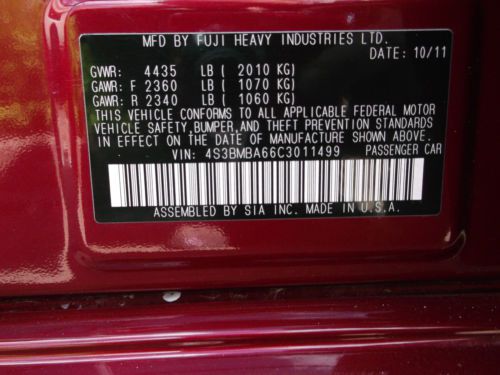 MFD BY FUJI HEAVY INDUSTRIES LTD.
DATE: 10/11
GVWR: 4435 LB ( 2010 KG)
GAWR: F 2360 LB ( 1070 KG)
GAWR: R 2340 LB ( 1060 KG)
THIS VEHICLE CONFORMS TO ALL APPLICABLE FEDERAL MOTOR
VEHICLE SAFETY, BUMPER, AND THEFT PREVENTION STANDARDS
IN EFFECT ON THE DATE OF MANUFACTURE SHOWN ABOVE.
VIN: 4S3BMBA66C3011499 PASSENGER CAR
ASSEMBLED BY SIA INC. MADE IN U.S.A.